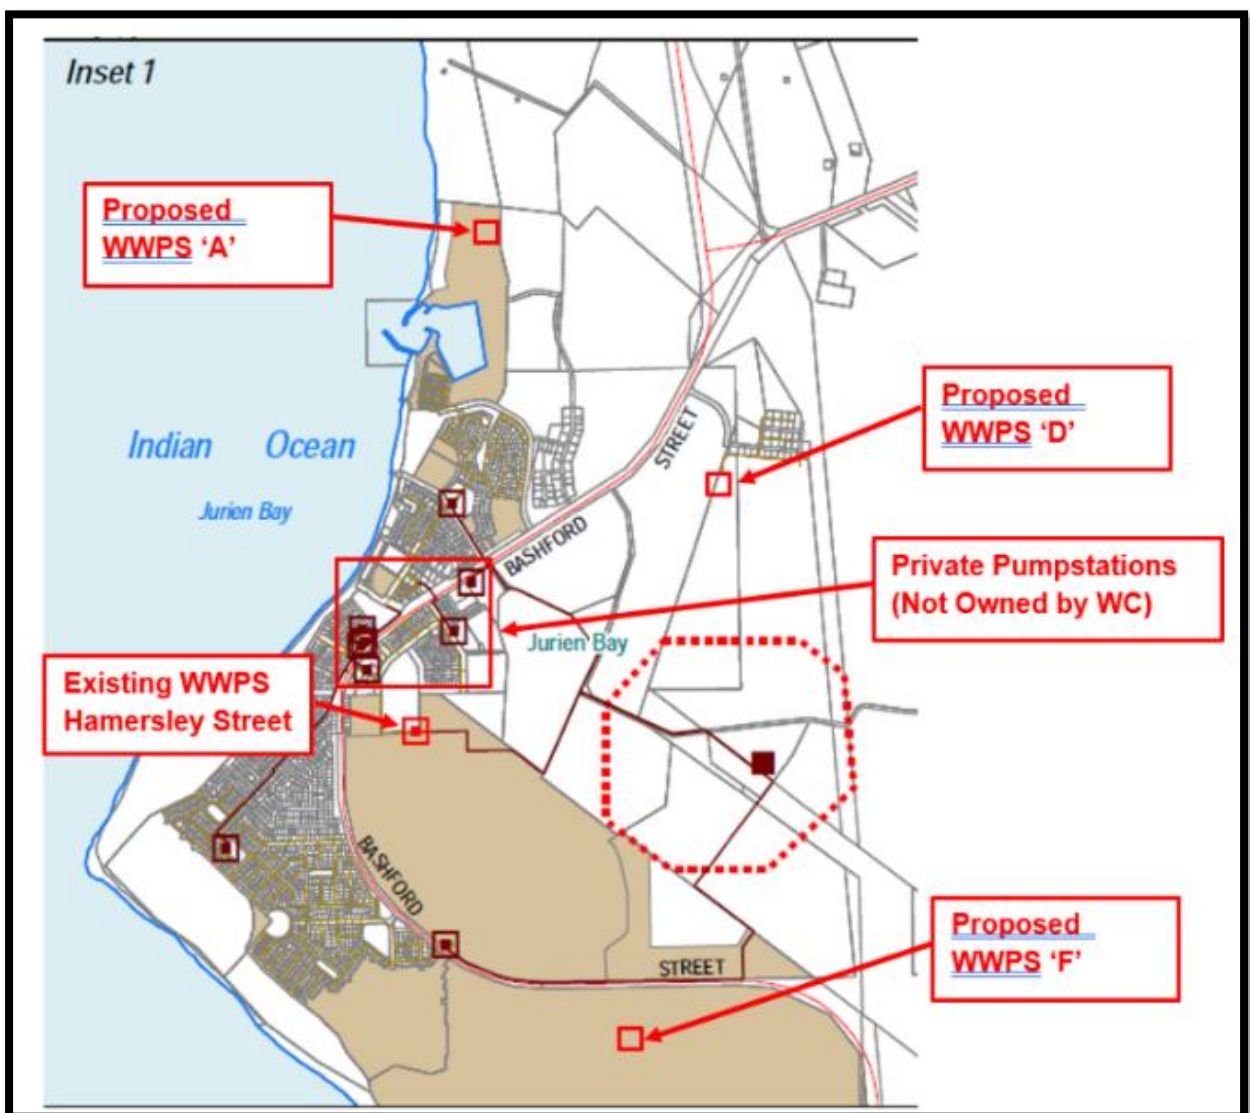 Inset 1
Proposed
WWPS ‘A’
Proposed
WWPS ‘D’
Indian Ocean
Jurien Bay
STREET
BASHFORD
Private Pumpstations
(Not Owned by WC)
Jurien Bay
Existing WWPS
Hamersley Street
BASHFORD
STREET
Proposed
WWPS ‘F’